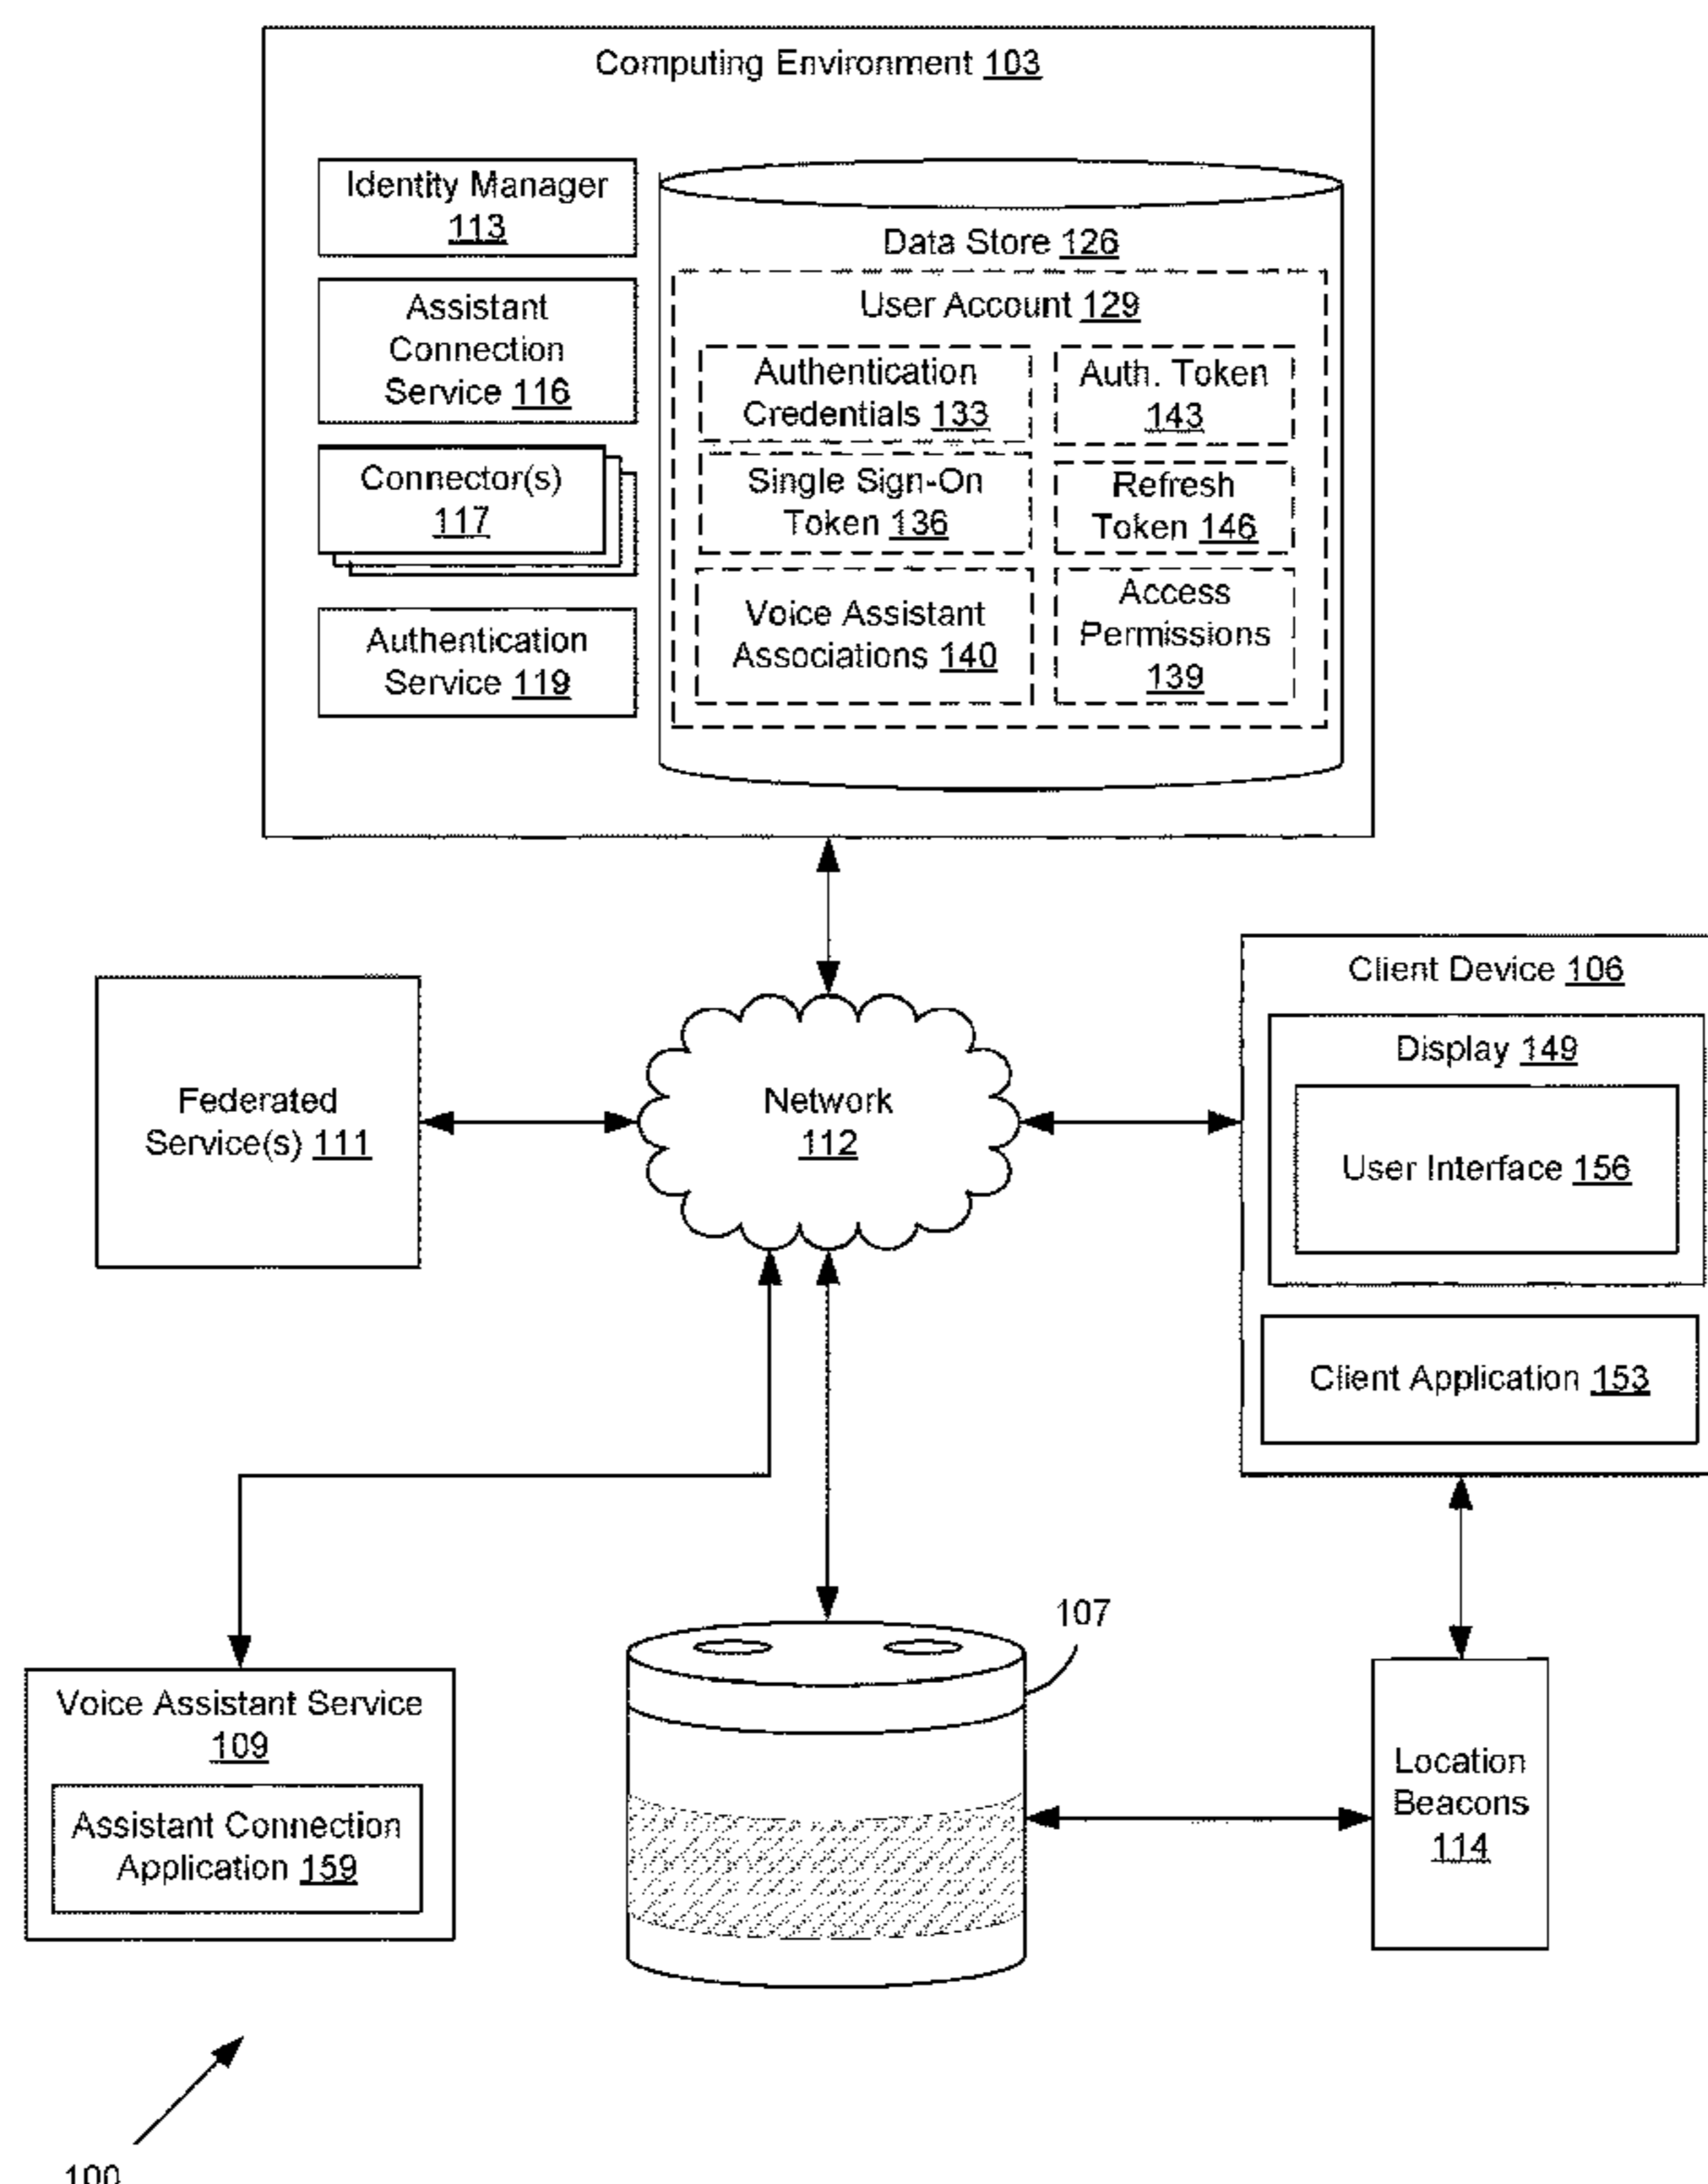 Computing Environment 103
Identity Manager
113
Assistant
Connection
Service 116
Connector(s)
117
Authentication
Service 119
Data Store 126
User Account 129
Authentication
Credentials 133
Auth. Token
143
Single Sign-On
Token 136
Refresh
Token 146
Voice Assistant
Associations 140
Access
Permissions
139
Federated
Service(s) 111
Network
112
Client Device 106
Display 149
User Interface 156
Client Application 153
107
Voice Assistant Service
109
Assistant Connection
Application 159
Location
Beacons
114
100